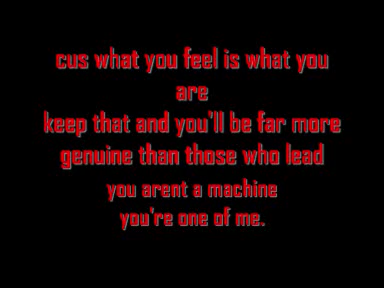 cus what you feel is what you
are
keep that and you'll be far more
genuine than those who lead
you arent a machine
you're one of me.